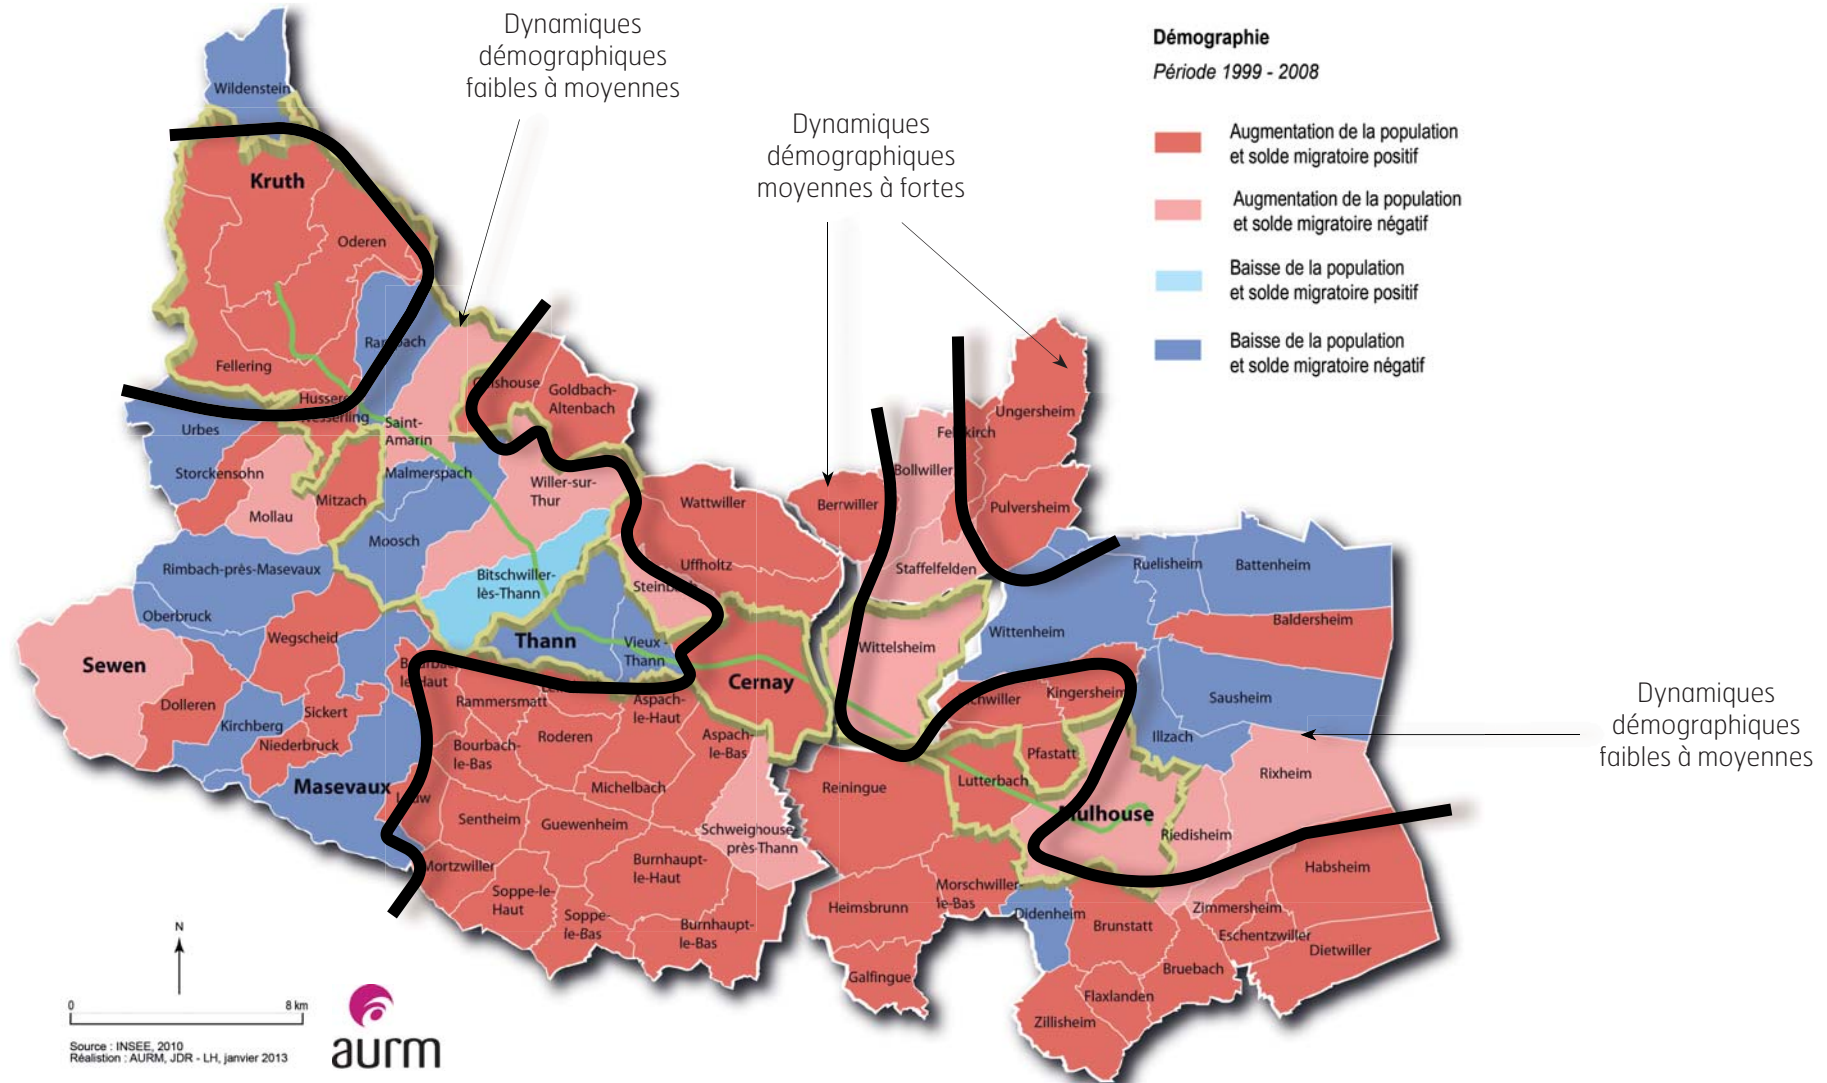 Dynamiques
démographiques
faibles à moyennes
Dynamiques
démographiques
moyennes à fortes
Démographie
Période 1999 - 2008
Augmentation de la population
et solde migratoire positif
Augmentation de la population
et solde migratoire négatif
Baisse de la population
et solde migratoire positif
Baisse de la population
et solde migratoire négatif
Wildenstein
Kruth
Oderen
Fellering
Urbes
Storckensohn
Mollau
Mitzach
Saint-
Amarin
Malmerspach
Moosch
Goldbach-
Altenbach
Willer-sur-
Thur
Bitschwiller-
lès-Thann
Thann
Vieux-
Thann
Wattwiller
Uffholtz
Cernay
Berrwiller
Bollwiller
Ungersheim
Pulversheim
Staffelfelden
Wittelsheim
Wittenheim
Ruelisheim
Battenheim
Baldersheim
Sausheim
Illzach
Rixheim
Kingersheim
Pfastatt
Lutterbach
Riedisheim
Habsheim
Zimmersheim
Eschentzwiller
Dietwiller
Bruebach
Brunstatt
Flaxlanden
Zillisheim
Didenheim
Morschwiller-
le-Bas
Heimsbrunn
Galfingue
Reiningue
Schweighouse-
près-Thann
Aspach-
le-Bas
Aspach-
le-Haut
Rammersmatt
Roderen
Bourbach-
le-Bas
Michelbach
Sentheim
Guewenheim
Mortzwiller
Soppe-le-
Haut
Soppe-
le-Bas
Burnhaupt-
le-Haut
Burnhaupt-
le-Bas
Rimbach-près-Masevaux
Oberbruck
Wegscheid
Sewen
Dolleren
Kirchberg
Sickert
Niederbruck
Masevaux
Dynamiques
démographiques
faibles à moyennes
N
0 8 km
Source : INSEE, 2010
Réalistion : AURM, JDR - LH, janvier 2013
aurm